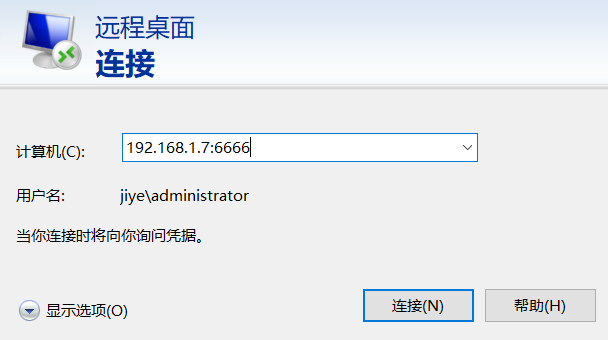 远程桌面
连接
计算机(C):
192.168.1.7:6666
用户名:
jiye\administrator
当你连接时将向你询问凭据。
显示选项(O)
连接(N)
帮助(H)